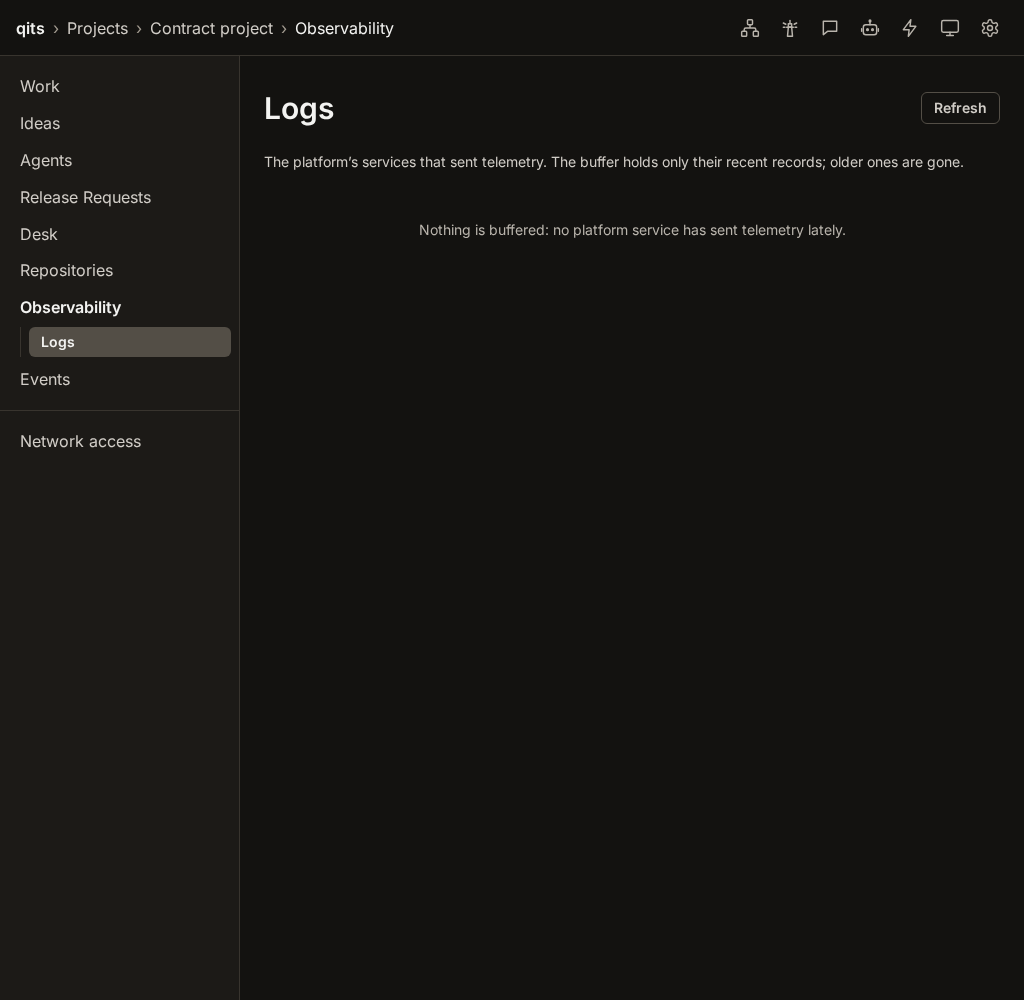 qits › Projects › Contract project › Observability
Work
Ideas
Agents
Release Requests
Desk
Repositories
Observability
Logs
Events
Network access
Logs
Refresh
The platform’s services that sent telemetry. The buffer holds only their recent records; older ones are gone.
Nothing is buffered: no platform service has sent telemetry lately.